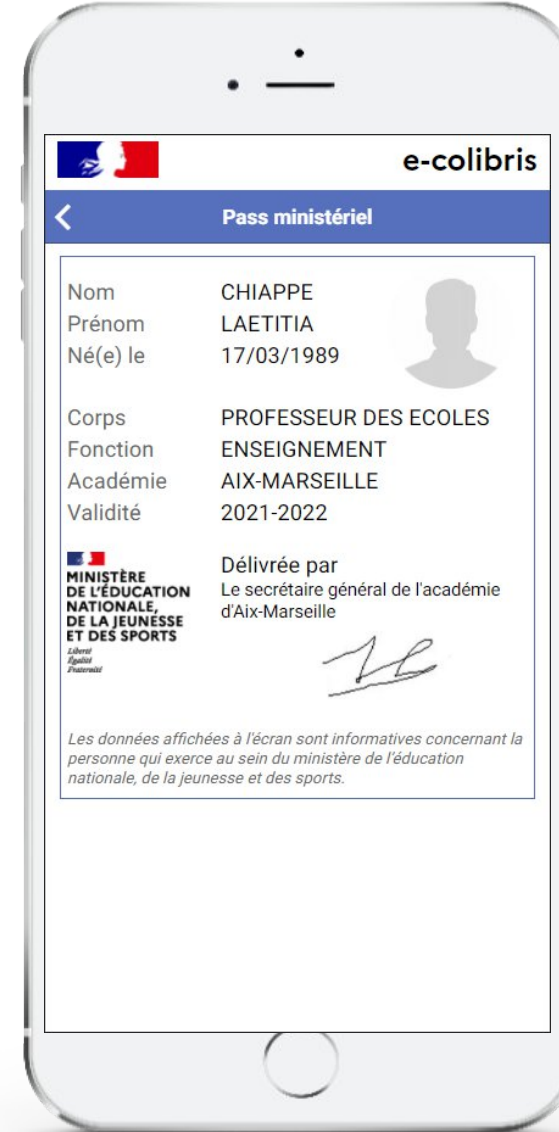 e-colibris
Pass ministériel
Nom CHIAPPE
Prénom LAETITIA
Né(e) le 17/03/1989
Corps PROFESSEUR DES ECOLES
Fonction ENSEIGNEMENT
Académie AIX-MARSEILLE
Validité 2021-2022
MINISTÈRE
DE L'ÉDUCATION
NATIONALE,
DE LA JEUNESSE
ET DES SPORTS
Liberté
Égalité
Fraternité
Délivrée par
Le secrétaire général de l'académie
d'Aix-Marseille
Les données affichées à l'écran sont informatives concernant la
personne qui exerce au sein du ministère de l'éducation
nationale, de la jeunesse et des sports.